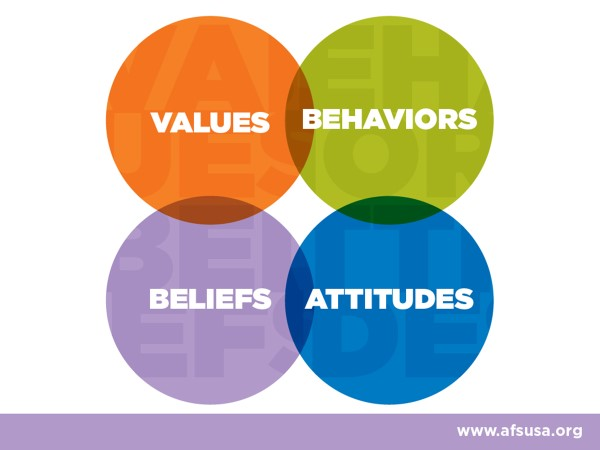 VALUES
BEHAVIORS
BELIEFS
ATTITUDES
www.afsusa.org